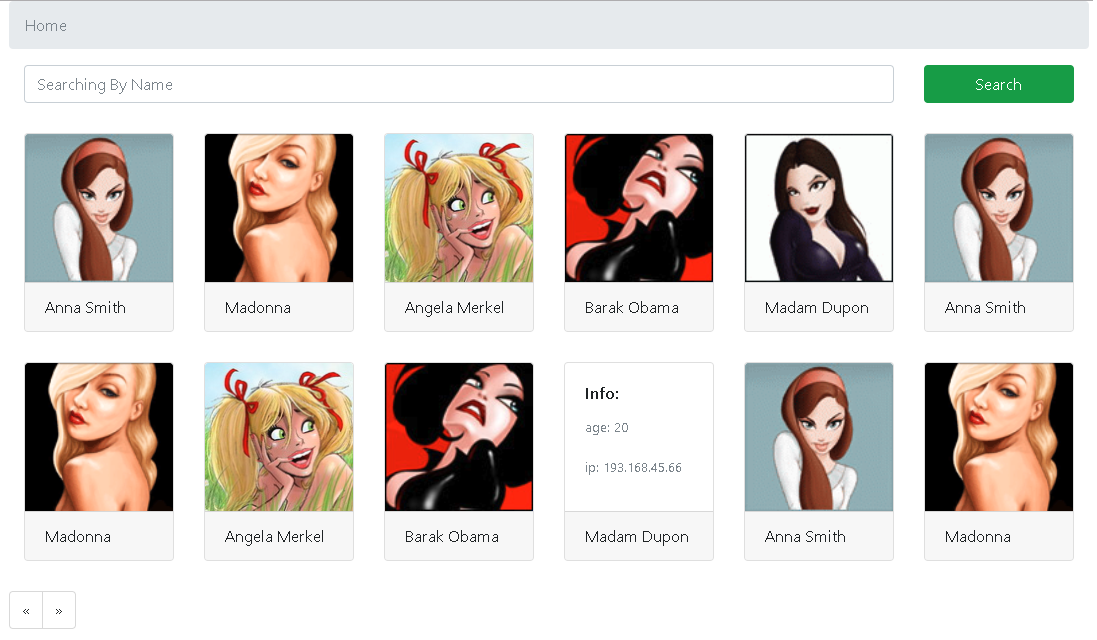 Home
Searching By Name
Search
Anna Smith
Madonna
Angela Merkel
Barak Obama
Madam Dupon
Anna Smith
Info:
age: 20
ip: 193.168.45.66
Madonna
Angela Merkel
Barak Obama
Madam Dupon
Anna Smith
Madonna
« »